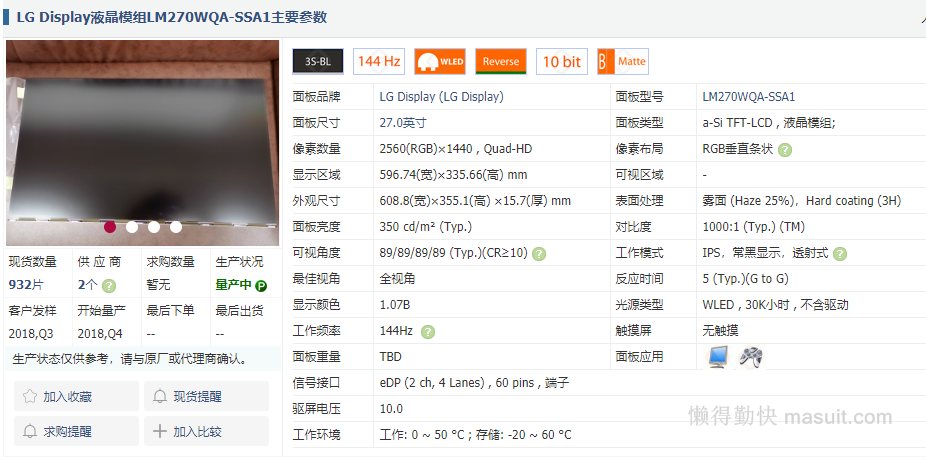 LG Display液晶模组LM270WQA-SSA1主要参数
3S-BL 144 Hz WLED Reverse 10 bit B Matte
面板品牌 LG Display (LG Display) 面板型号 LM270WQA-SSA1
面板尺寸 27.0英寸 面板类型 a-Si TFT-LCD , 液晶模组;
像素数量 2560(RGB)×1440 , Quad-HD 像素布局 RGB垂直条状 ?
显示区域 596.74(宽)×335.66(高) mm 可视区域 -
外观尺寸 608.8(宽)×355.1(高) ×15.7(厚) mm 表面处理 雾面 (Haze 25%)， Hard coating (3H)
面板亮度 350 cd/m² (Typ.) 对比度 1000:1 (Typ.) (TM)
可视角度 89/89/89/89 (Typ.)(CR≥10) ? 工作模式 IPS，常黑显示，透射式 ?
最佳视角 全视角 反应时间 5 (Typ.)(G to G)
显示颜色 1.07B 光源类型 WLED , 30K小时 , 不含驱动
工作频率 144Hz ? 触摸屏 无触摸
面板重量 TBD 面板应用
信号接口 eDP (2 ch, 4 Lanes) , 60 pins , 端子
驱屏电压 10.0
工作环境 工作: 0 ~ 50 °C ; 存储: -20 ~ 60 °C
现货数量 供 应 商 求购数量 生产状况
932片 2个 ? 暂无 量产中 P
客户发样 开始量产 最后下单 最后出货
2018,Q3 2018,Q4 -- --
生产状态仅供参考，请与原厂或代理商确认。
加入收藏 现货提醒
求购提醒 加入比较
懒得勤快 masuit.com